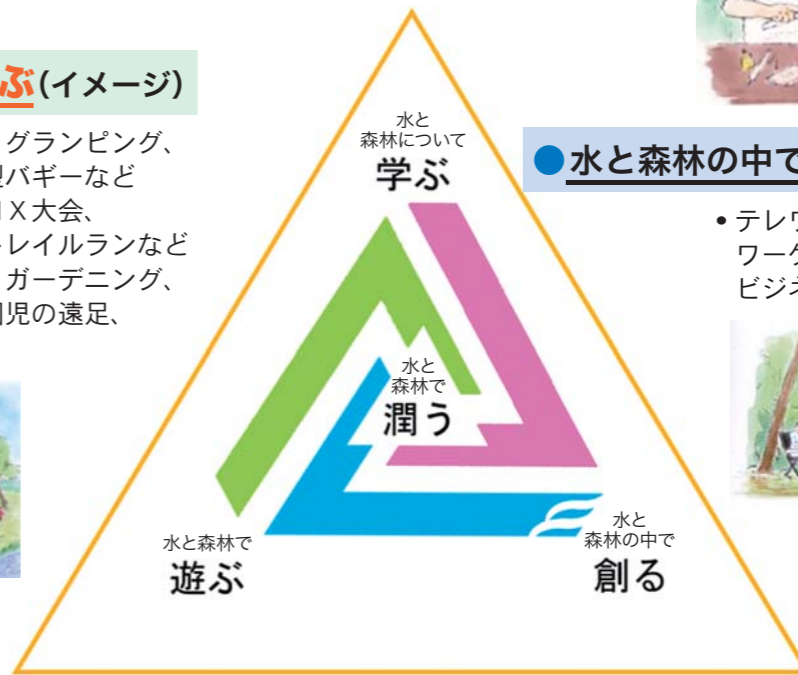 ぶ(イメージ)
グランピング、
型バギーなど
X大会、
トレイルランなど
ガーデニング、
園児の遠足、
水と
森林について
学ぶ
●水と森林の中で
•テレワ
ワーク
ビジネ
水と
森林で
潤う
水と森林で
遊ぶ
水と
森林の中で
創る